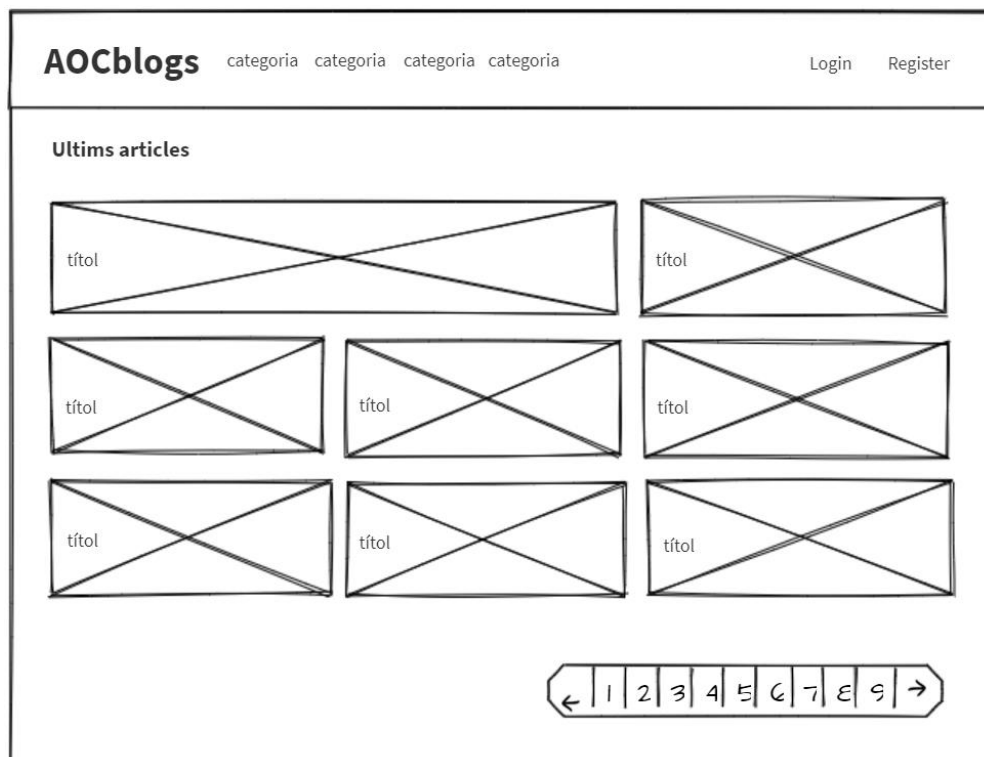 AOCblogs categoria categoria categoria categoria Login Register
Ultims articles
títol títol
títol títol títol
títol títol títol
← 1 2 3 4 5 6 7 8 9 →